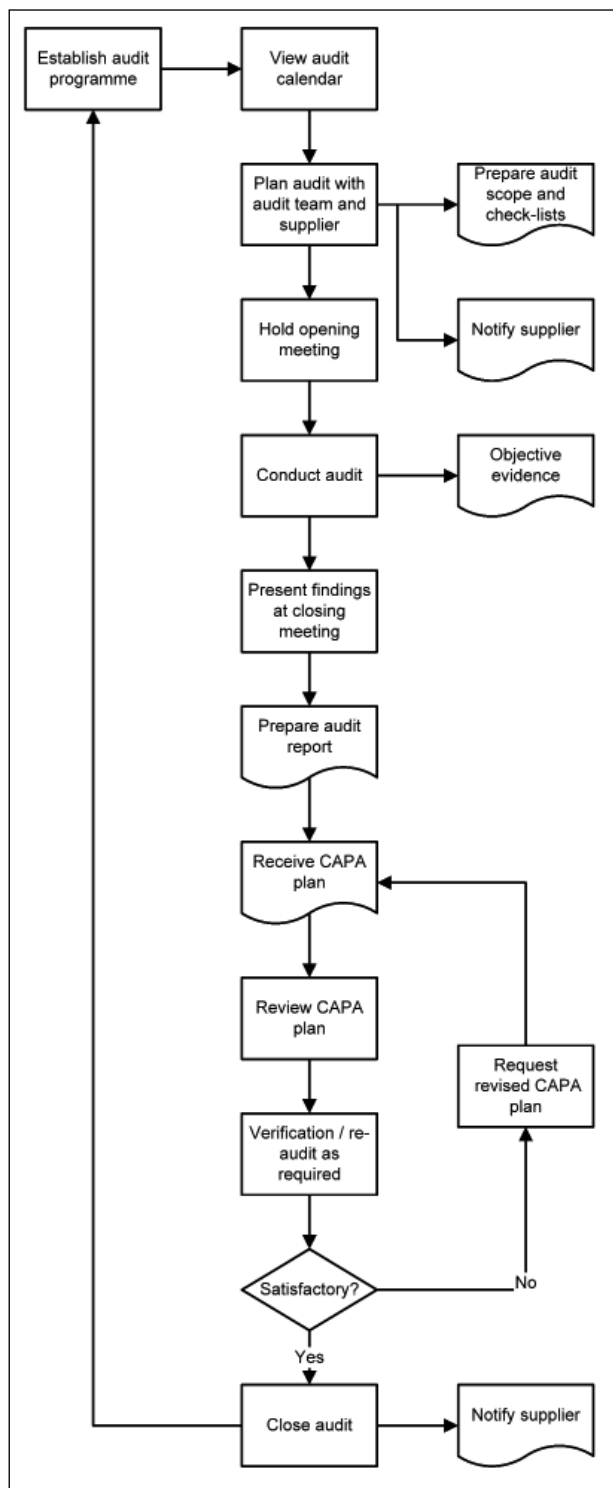 Establish audit
programme
View audit
calendar
Plan audit with
audit team and
supplier
Prepare audit
scope and
check-lists
Hold opening
meeting
Notify supplier
Conduct audit
Objective
evidence
Present findings
at closing
meeting
Prepare audit
report
Receive CAPA
plan
Review CAPA
plan
Request
revised CAPA
plan
Verification / re-
audit as
required
Satisfactory?
No
Yes
Close audit
Notify supplier